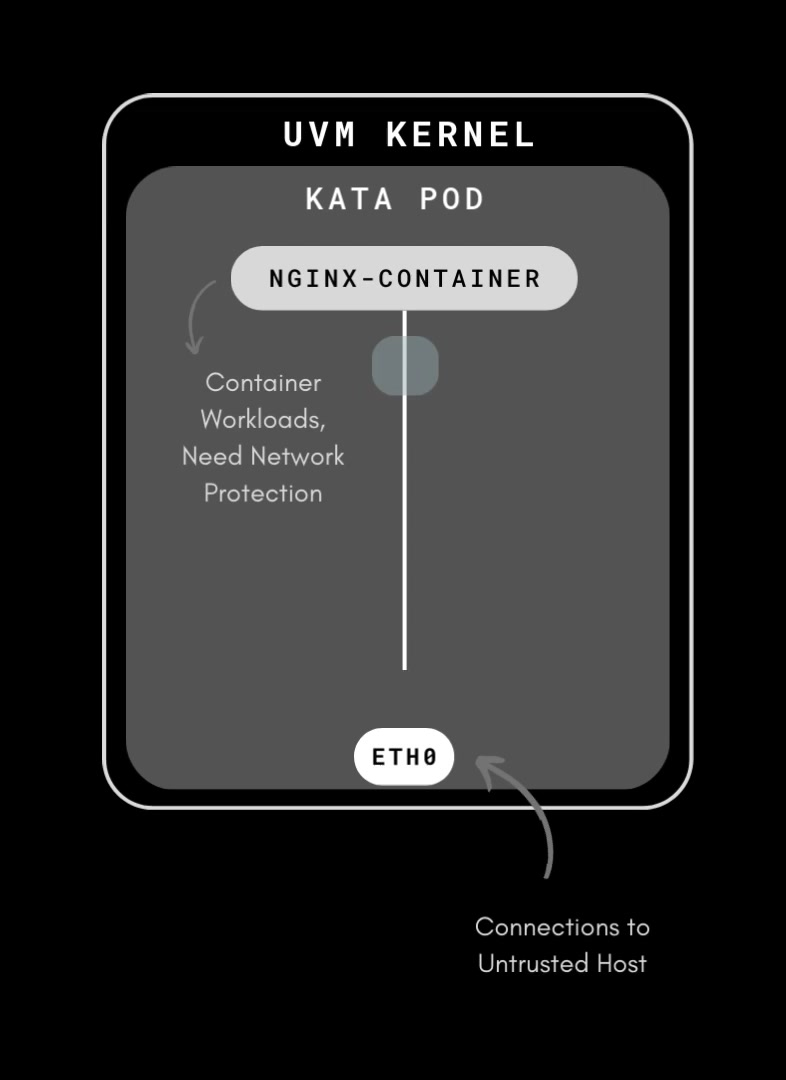 UVM KERNEL
KATA POD
NGINX-CONTAINER
Container
Workloads,
Need Network
Protection
ETH0
Connections to
Untrusted Host